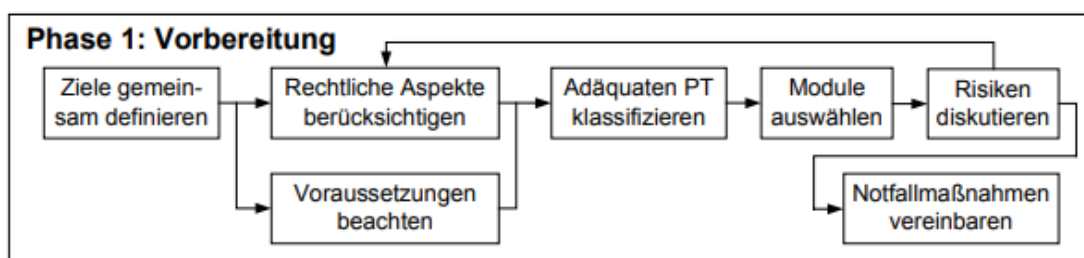 Phase 1: Vorbereitung
Ziele gemein-
sam definieren
Rechtliche Aspekte
berücksichtigen
Adäquaten PT
klassifizieren
Module
auswählen
Risiken
diskutieren
Voraussetzungen
beachten
Notfallmaßnahmen
vereinbaren